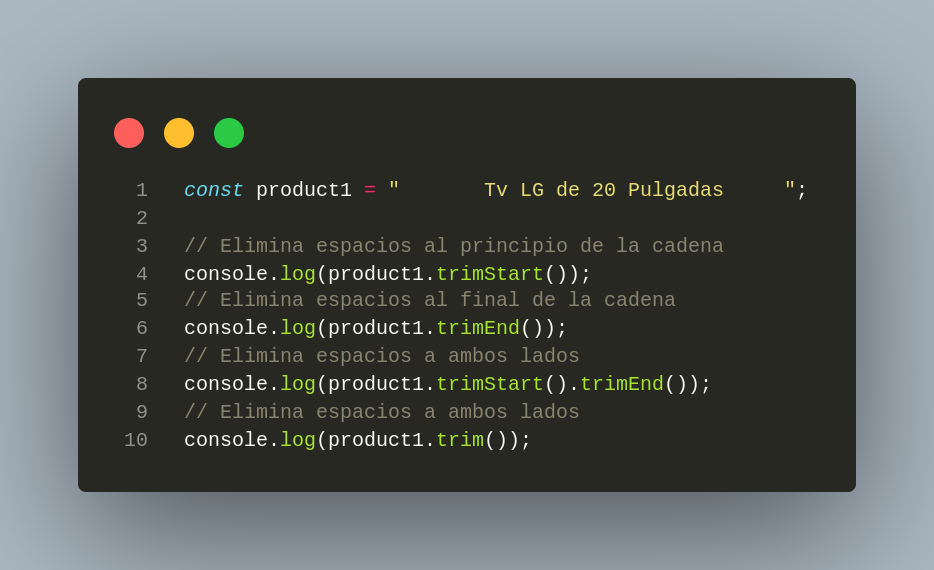 1 const product1 = "       Tv LG de 20 Pulgadas     ";
2
3 // Elimina espacios al principio de la cadena
4 console.log(product1.trimStart());
5 // Elimina espacios al final de la cadena
6 console.log(product1.trimEnd());
7 // Elimina espacios a ambos lados
8 console.log(product1.trimStart().trimEnd());
9 // Elimina espacios a ambos lados
10 console.log(product1.trim());